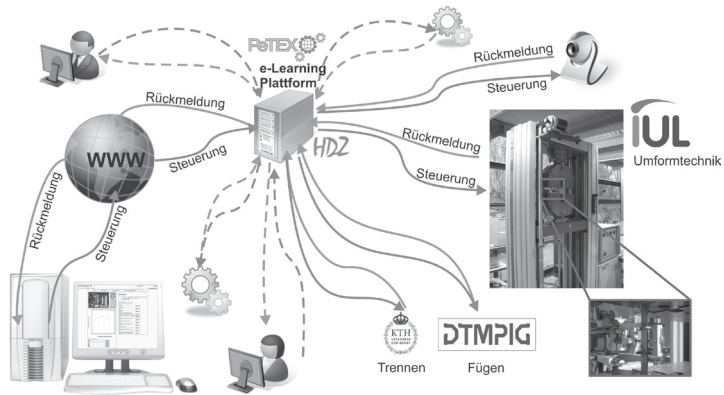 PeTEX
e-Learning
Plattform
HDZ
Rückmeldung
Steuerung
Rückmeldung
Steuerung
WWW
Rückmeldung
Steuerung
Rückmeldung
Steuerung
IUL
Umformtechnik
KTH
Trennen
DTMPIG
Fügen